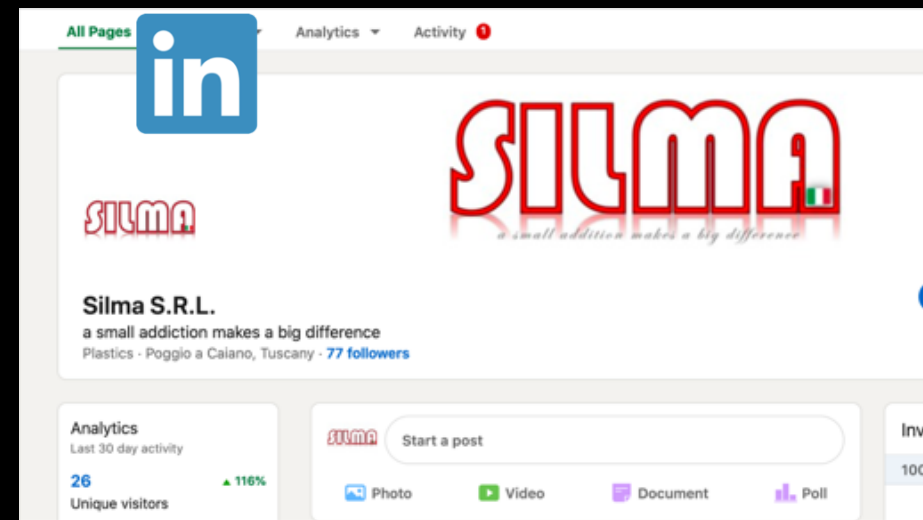 All Pages
in
Analytics
Activity 1
SILMA
a small addition makes a big difference
SILMA
Silma S.R.L.
a small addiction makes a big difference
Plastics · Poggio a Caiano, Tuscany · 77 followers
Analytics
Last 30 day activity
26
116%
Unique visitors
SILMA
Start a post
Photo
Video
Document
Poll
Inv
100